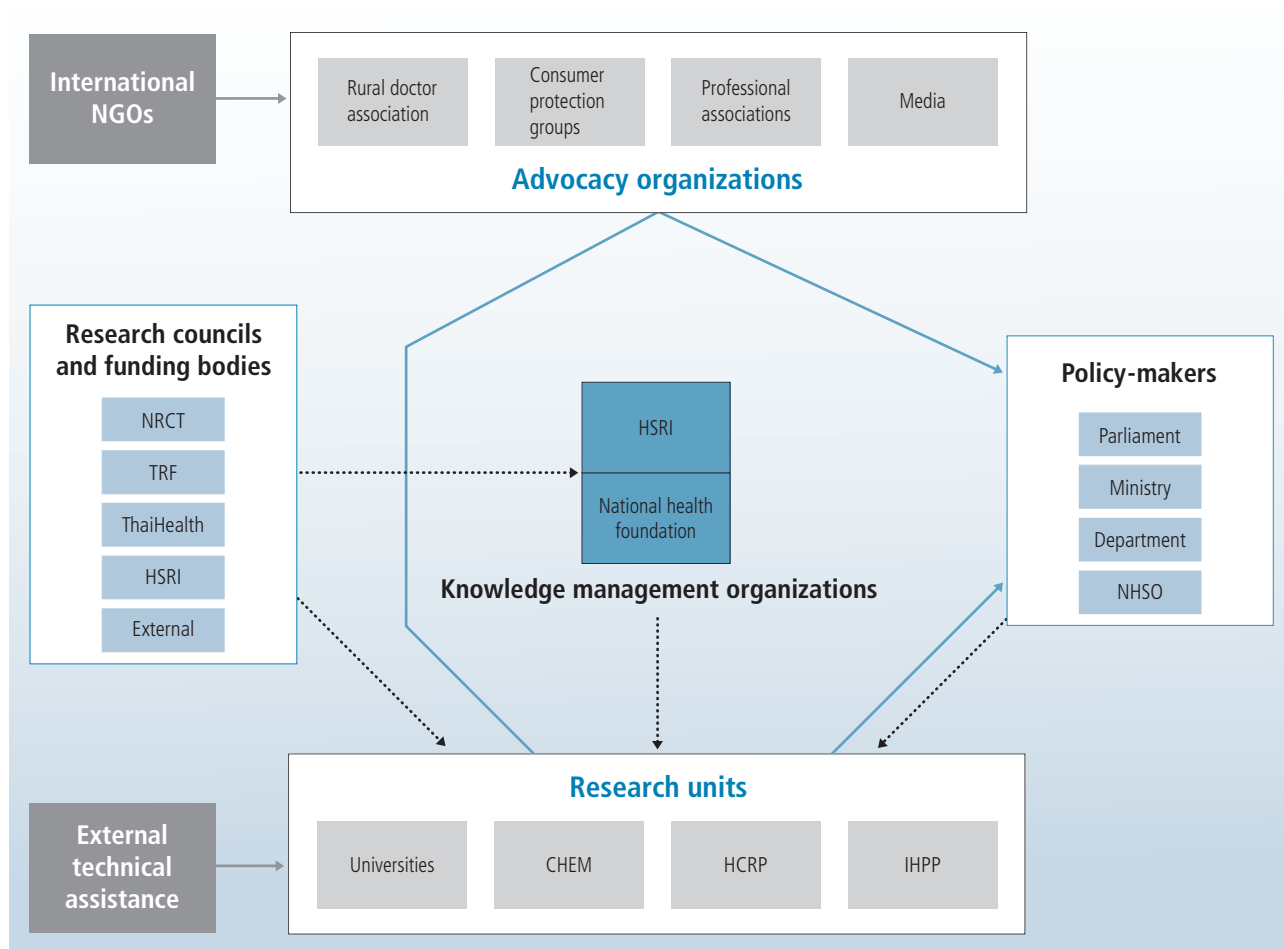 International
NGOs
Rural doctor
association
Consumer
protection
groups
Professional
associations
Media
Advocacy organizations
Research councils
and funding bodies
NRCT
TRF
ThaiHealth
HSRI
External
HSRI
National health
foundation
Knowledge management organizations
Policy-makers
Parliament
Ministry
Department
NHSO
Research units
External
technical
assistance
Universities
CHEM
HCRP
IHPP